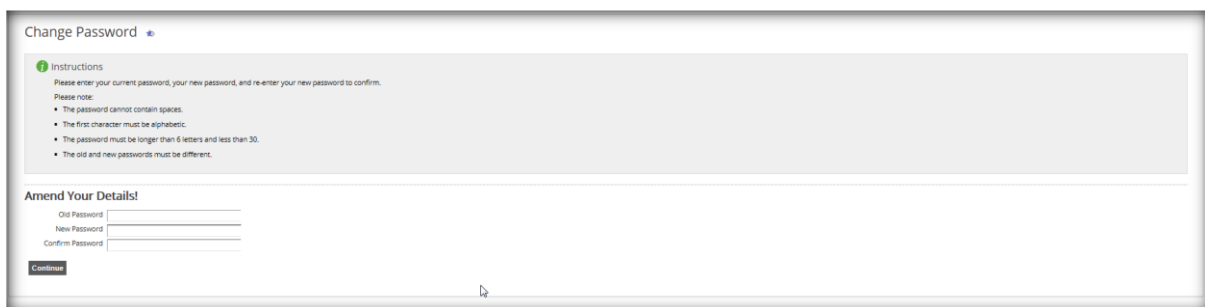 Change Password
Instructions
Please enter your current password, your new password, and re-enter your new password to confirm.
Please note:
• The password cannot contain spaces.
• The first character must be alphabetic.
• The password must be longer than 6 letters and less than 30.
• The old and new passwords must be different.
Amend Your Details!
Old Password
New Password
Confirm Password
Continue